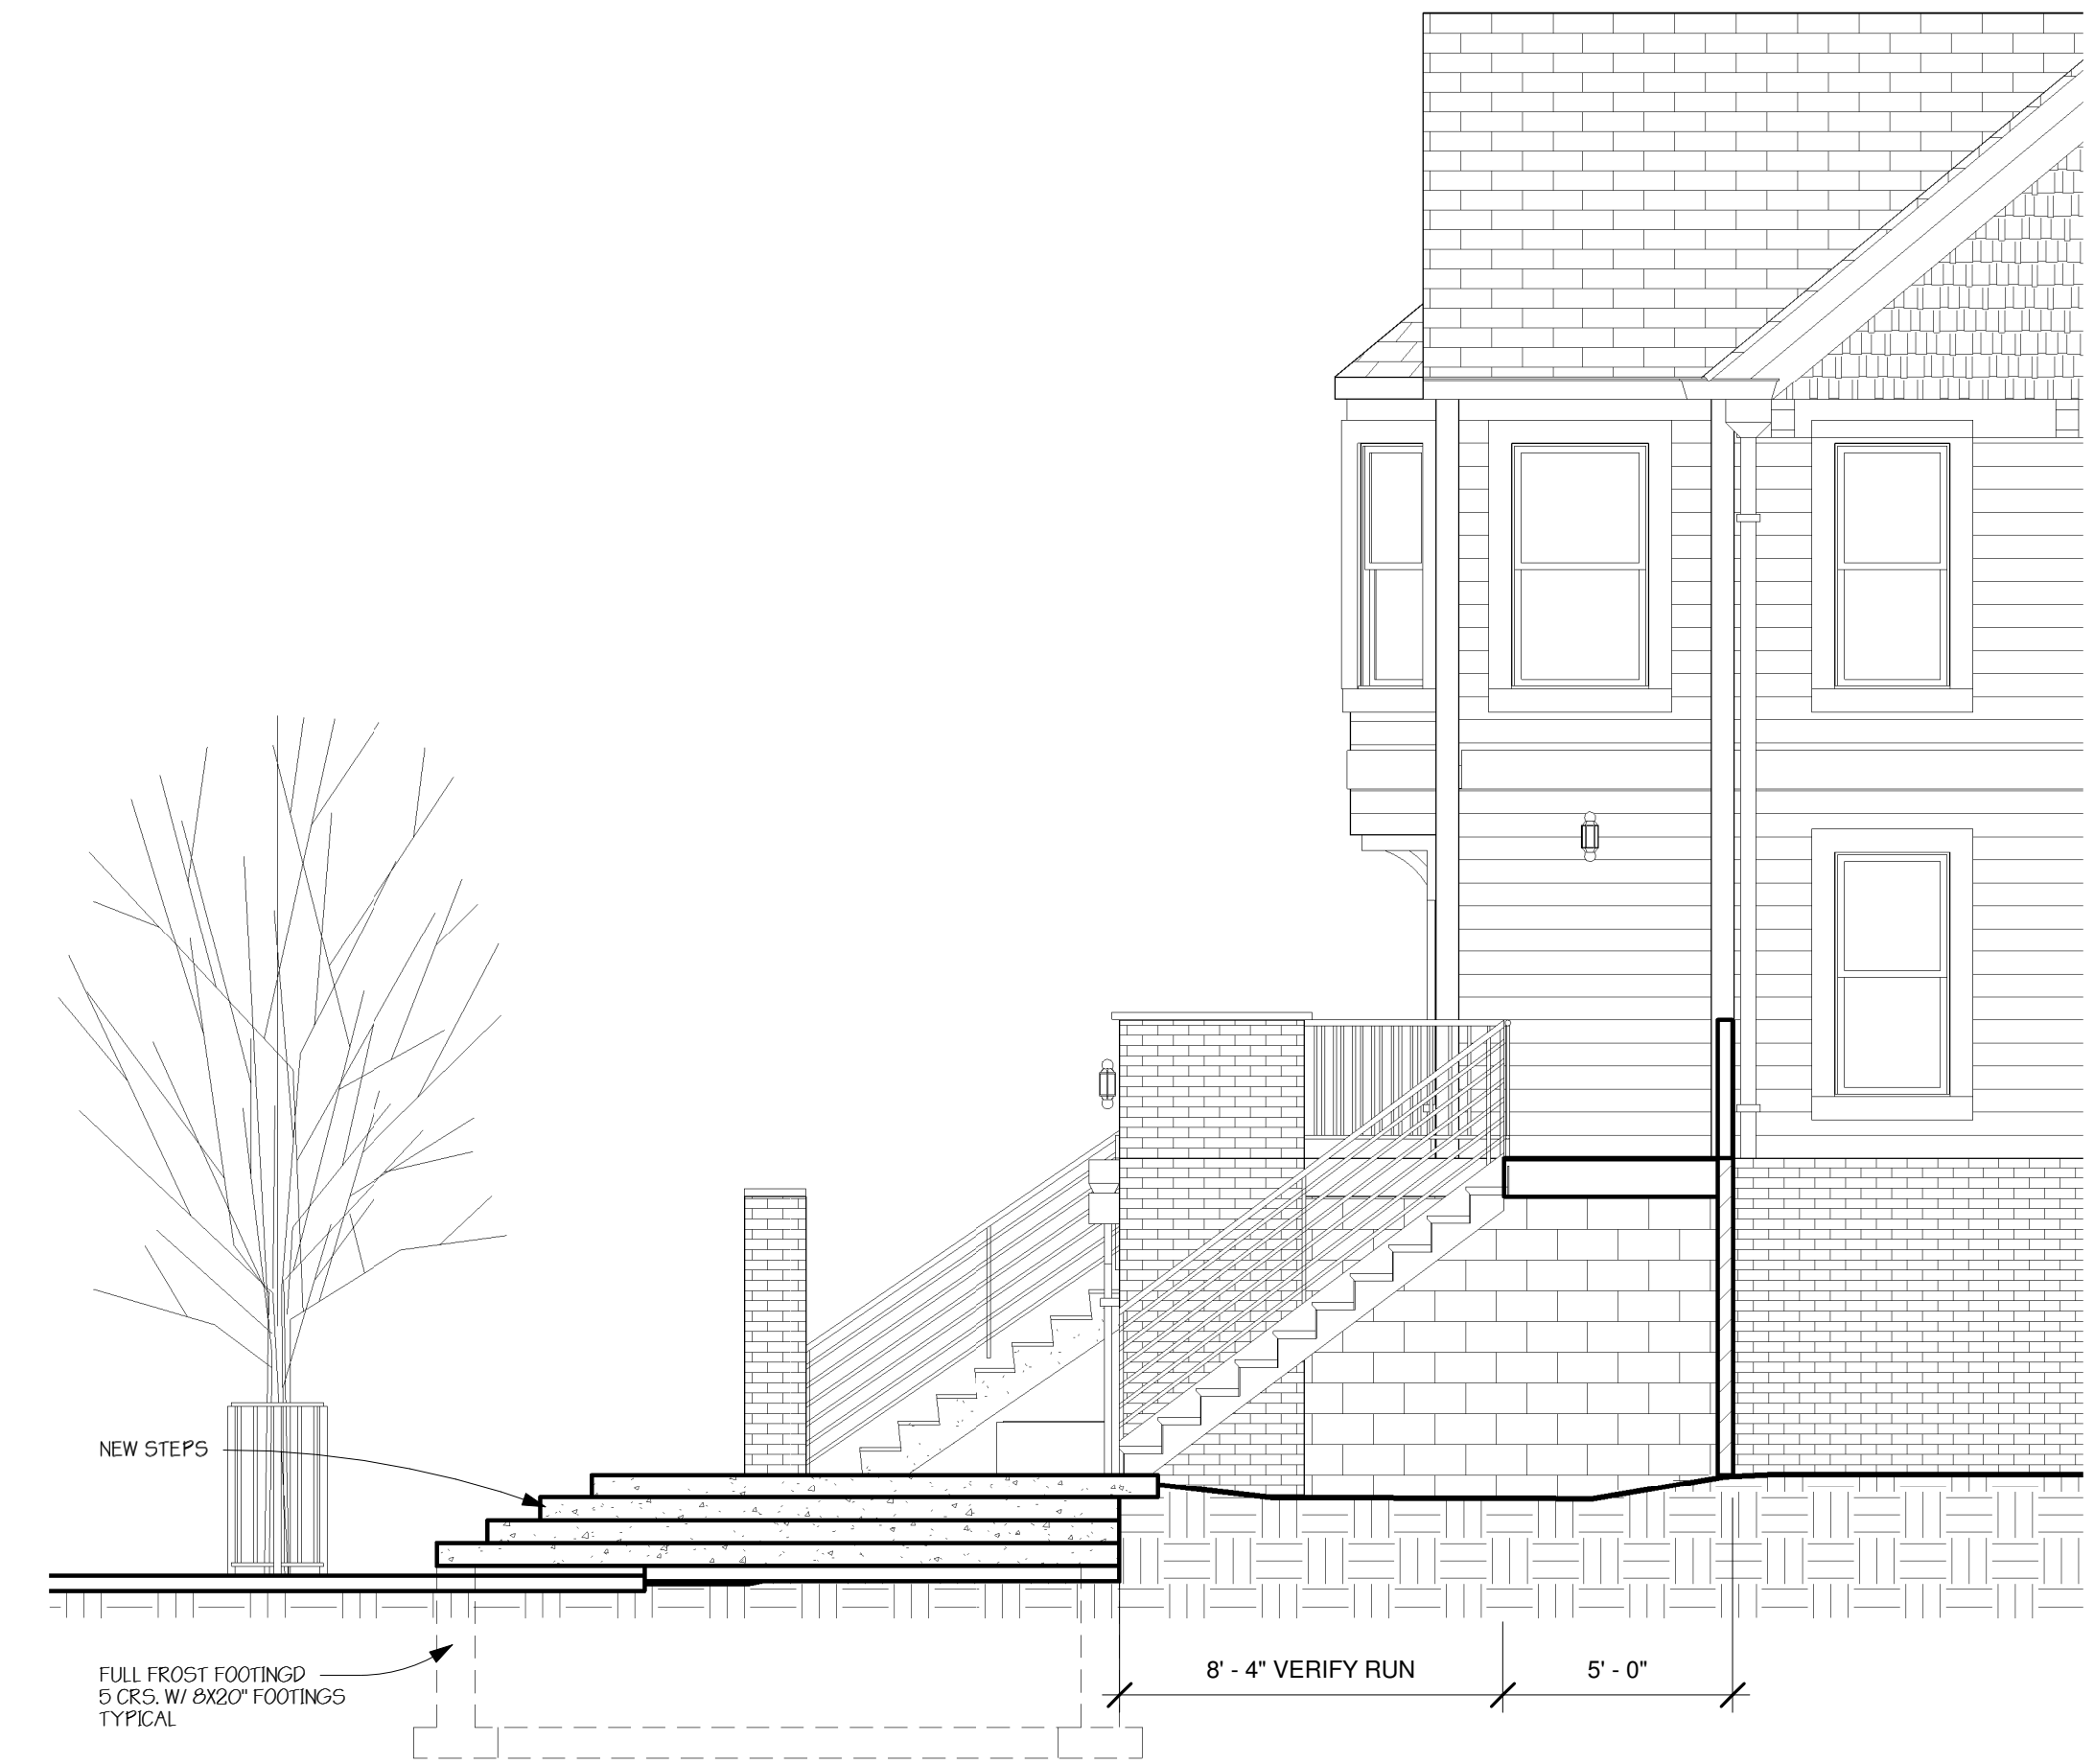 NEW STEPS
FULL FROST FOOTINGD
5 CRS. W/ 8X20" FOOTINGS
TYPICAL
8' - 4" VERIFY RUN
5' - 0"